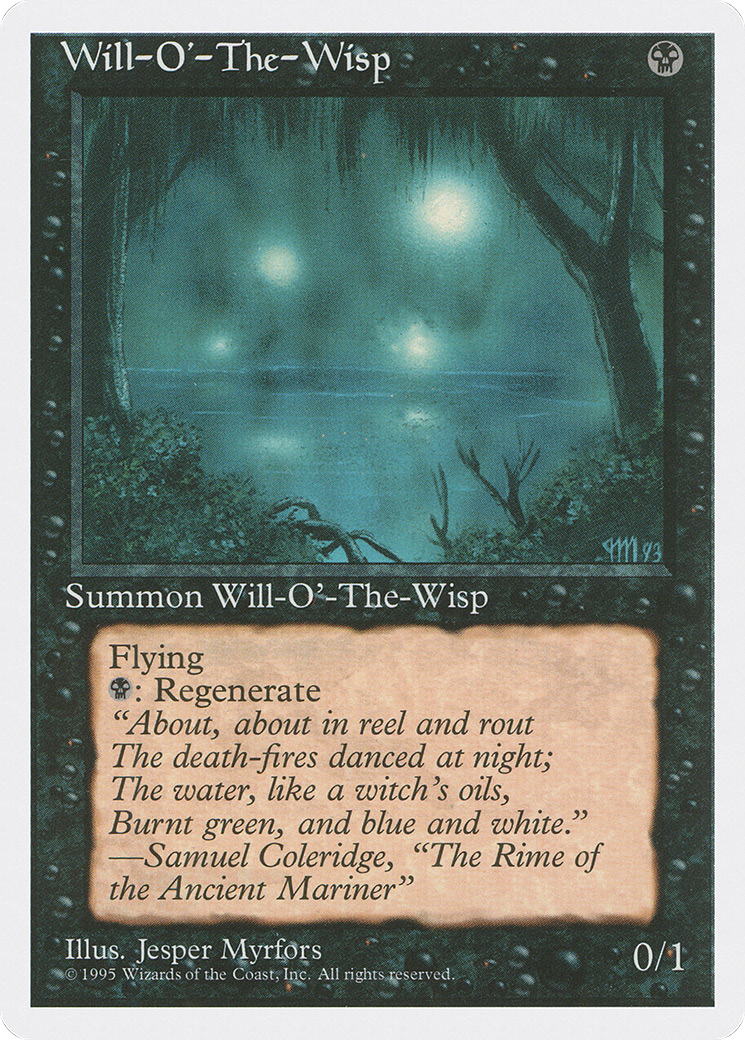 Will-O'-The-Wisp
JM 93
Summon Will-O'-The-Wisp
Flying
: Regenerate
“About, about in reel and rout
The death-fires danced at night;
The water, like a witch’s oils,
Burnt green, and blue and white.”
—Samuel Coleridge, “The Rime of
the Ancient Mariner”
Illus. Jesper Myrfors
© 1995 Wizards of the Coast, Inc. All rights reserved.
0/1